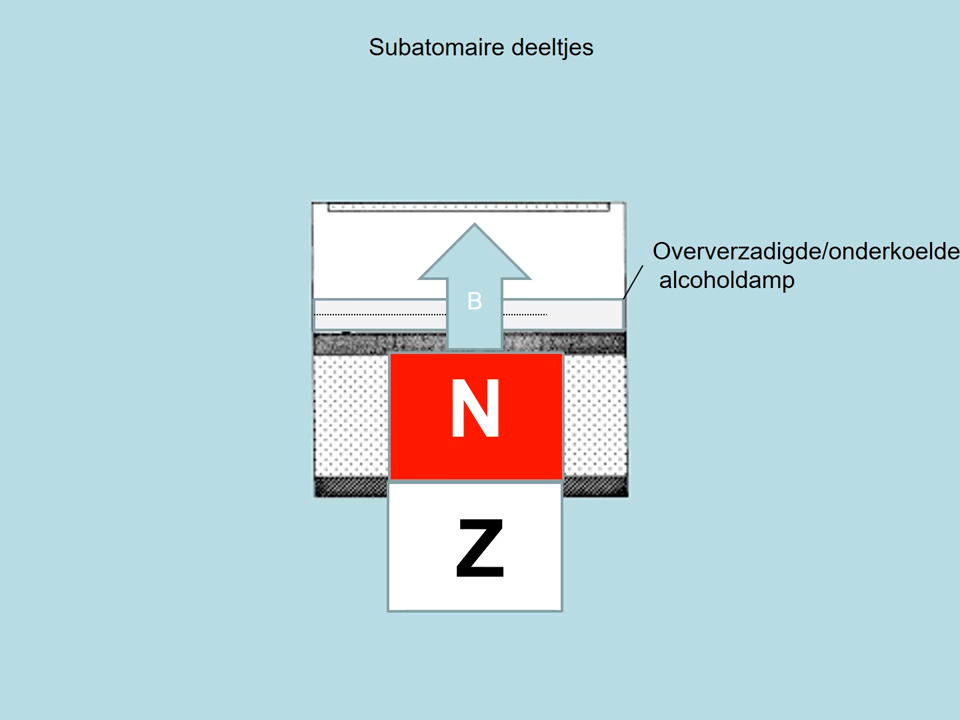 Subatomaire deeltjes
Oververzadigde/onderkoelde
alcoholdamp
B
N
Z